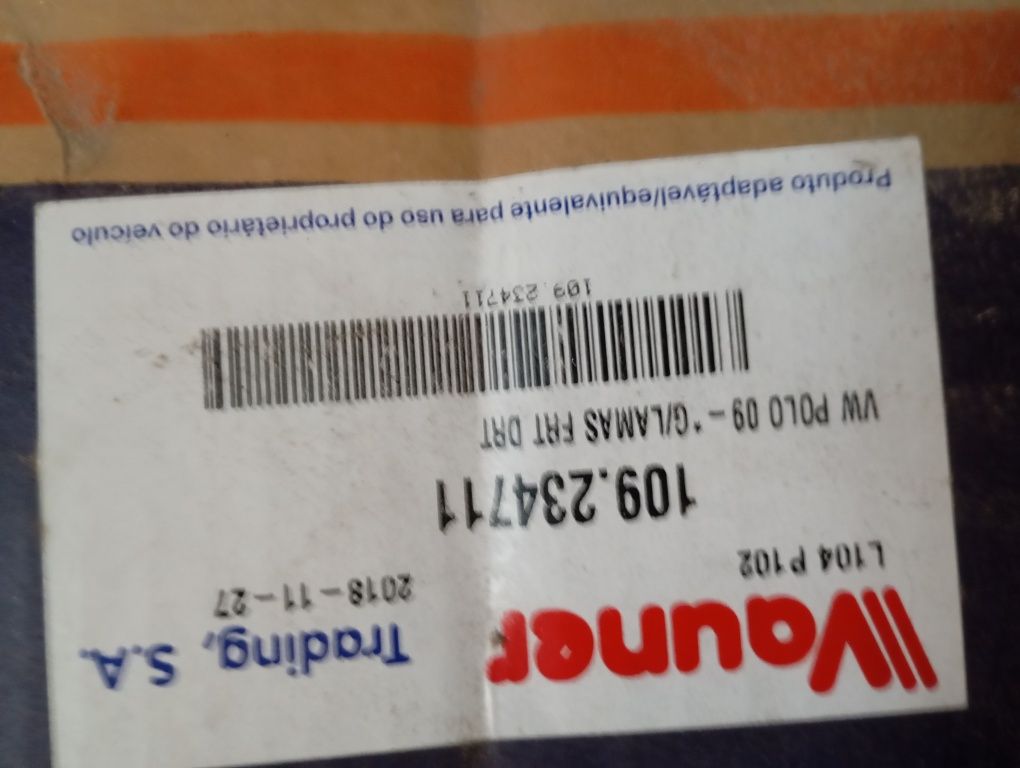 Vauner Trading, S.A.
2018-11-27
L104 P102
109.234711
VW POLO 09 - *G/LAMAS FRT DRT
109.234711
Produto adaptável/equivalente para uso do proprietário do veículo